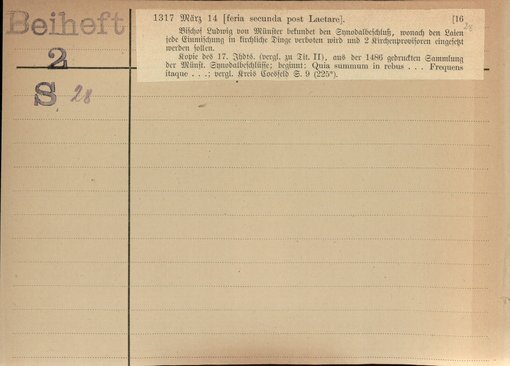 Beiheft
2
S 28
1317 März 14 [feria secunda post Laetare]. [16
28
Bischof Ludwig von Münster bekundet den Synodalbeschluß, wonach den Laien
jede Einmischung in kirchliche Dinge verboten wird und 2 Kirchenprovisoren eingesetzt
werden sollen.
Kopie des 17. Jhdts. (vergl. zu Tit. II), aus der 1486 gedruckten Sammlung
der Münst. Synodalbeschlüsse; beginnt: Quia summum in rebus . . . Frequens
itaque . . .; vergl. Kreis Coesfeld S. 9 (225*).